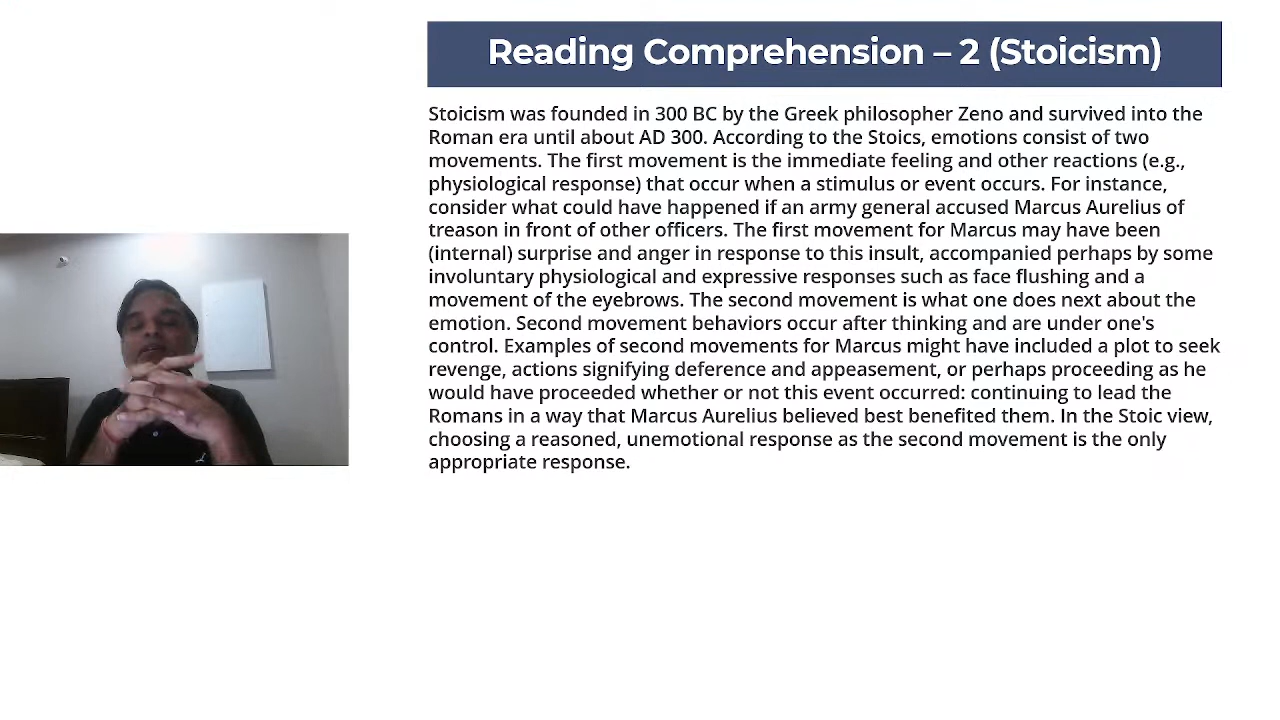 Reading Comprehension – 2 (Stoicism)
Stoicism was founded in 300 BC by the Greek philosopher Zeno and survived into the
Roman era until about AD 300. According to the Stoics, emotions consist of two
movements. The first movement is the immediate feeling and other reactions (e.g.,
physiological response) that occur when a stimulus or event occurs. For instance,
consider what could have happened if an army general accused Marcus Aurelius of
treason in front of other officers. The first movement for Marcus may have been
(internal) surprise and anger in response to this insult, accompanied perhaps by some
involuntary physiological and expressive responses such as face flushing and a
movement of the eyebrows. The second movement is what one does next about the
emotion. Second movement behaviors occur after thinking and are under one's
control. Examples of second movements for Marcus might have included a plot to seek
revenge, actions signifying deference and appeasement, or perhaps proceeding as he
would have proceeded whether or not this event occurred: continuing to lead the
Romans in a way that Marcus Aurelius believed best benefited them. In the Stoic view,
choosing a reasoned, unemotional response as the second movement is the only
appropriate response.